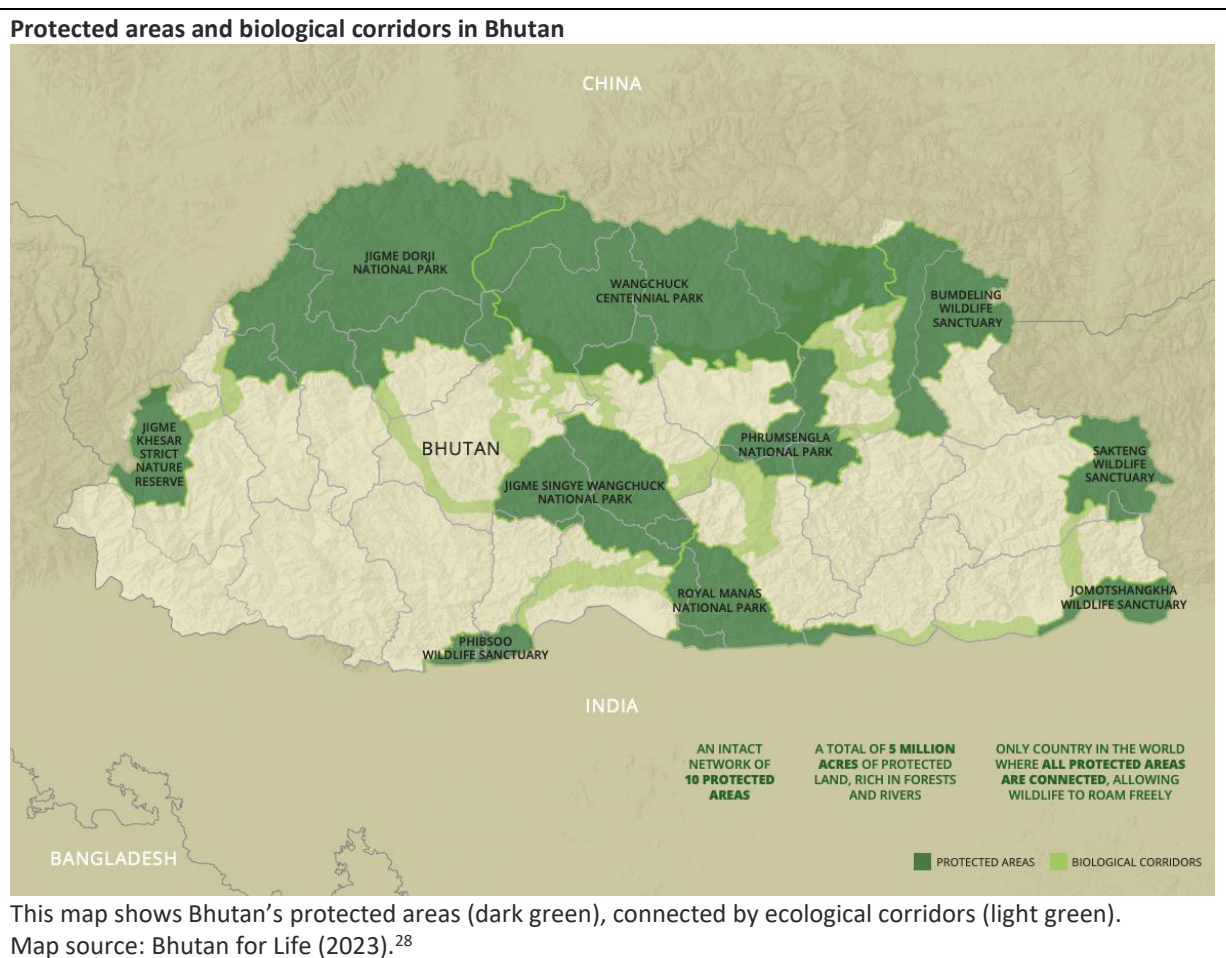 Protected areas and biological corridors in Bhutan
CHINA
JIGME DORJI
NATIONAL PARK
WANGCHUCK
CENTENNIAL PARK
BUMDELING
WILDLIFE
SANCTUARY
JIGME
KHESAR
STRICT
NATURE
RESERVE
BHUTAN
PHRUMSENGLA
NATIONAL PARK
SAKTENG
WILDLIFE
SANCTUARY
JIGME SINGYE WANGCHUCK
NATIONAL PARK
ROYAL MANAS
NATIONAL PARK
JOMOTSHANGKHA
WILDLIFE SANCTUARY
PHIBSOO
WILDLIFE SANCTUARY
INDIA
AN INTACT
NETWORK OF
10 PROTECTED
AREAS
A TOTAL OF 5 MILLION
ACRES OF PROTECTED
LAND, RICH IN FORESTS
AND RIVERS
ONLY COUNTRY IN THE WORLD
WHERE ALL PROTECTED AREAS
ARE CONNECTED, ALLOWING
WILDLIFE TO ROAM FREELY
BANGLADESH
PROTECTED AREAS
BIOLOGICAL CORRIDORS
This map shows Bhutan’s protected areas (dark green), connected by ecological corridors (light green).
Map source: Bhutan for Life (2023).28